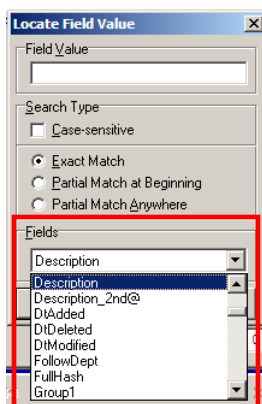 Locate Field Value
Field Value
Search Type
Case-sensitive
Exact Match
Partial Match at Beginning
Partial Match Anywhere
Fields
Description
Description
Description_2nd@
DtAdded
DtDeleted
DtModified
FollowDept
FullHash
Group1